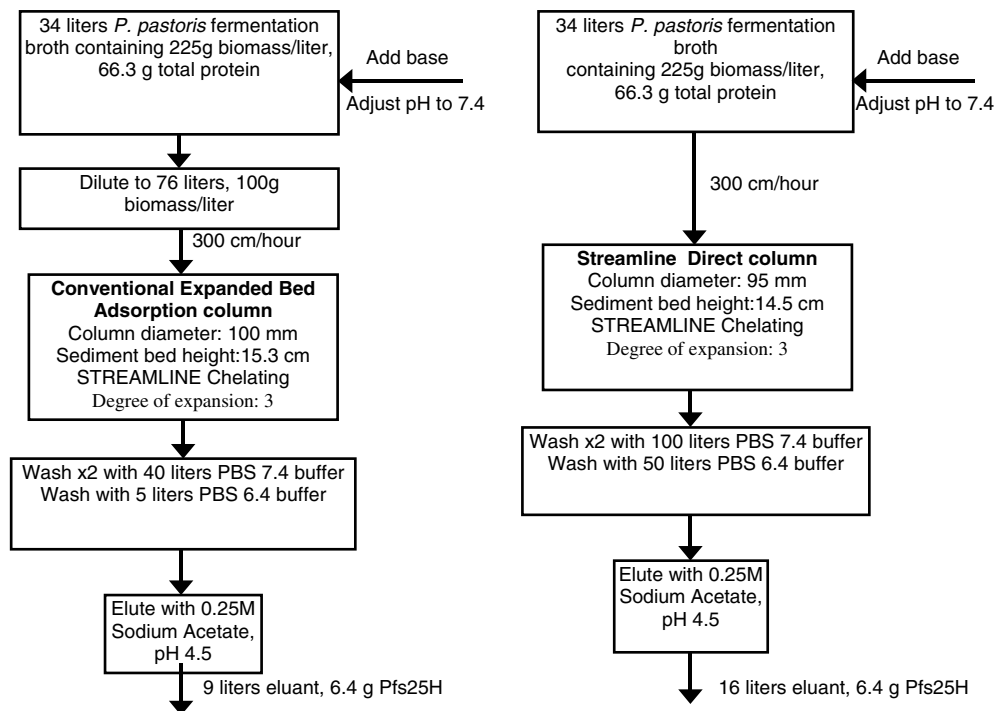 34 liters P. pastoris fermentation
broth containing 225g biomass/liter,
66.3 g total protein
Add base
Adjust pH to 7.4
Dilute to 76 liters, 100g
biomass/liter
300 cm/hour
Conventional Expanded Bed
Adsorption column
Column diameter: 100 mm
Sediment bed height:15.3 cm
STREAMLINE Chelating
Degree of expansion: 3
Wash x2 with 40 liters PBS 7.4 buffer
Wash with 5 liters PBS 6.4 buffer
Elute with 0.25M
Sodium Acetate,
pH 4.5
9 liters eluant, 6.4 g Pfs25H
34 liters P. pastoris fermentation
broth
containing 225g biomass/liter,
66.3 g total protein
Add base
Adjust pH to 7.4
300 cm/hour
Streamline Direct column
Column diameter: 95 mm
Sediment bed height:14.5 cm
STREAMLINE Chelating
Degree of expansion: 3
Wash x2 with 100 liters PBS 7.4 buffer
Wash with 50 liters PBS 6.4 buffer
Elute with 0.25M
Sodium Acetate,
pH 4.5
16 liters eluant, 6.4 g Pfs25H